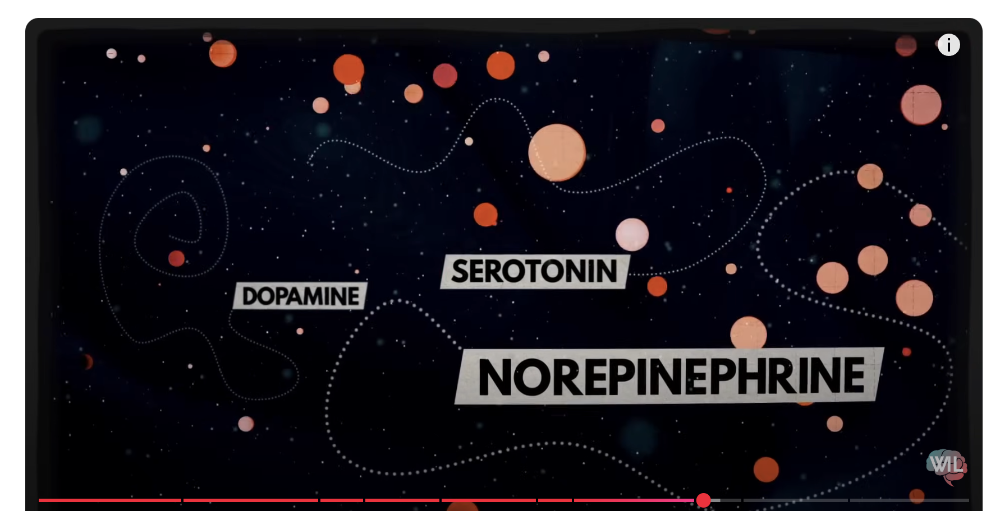 SEROTONIN
DOPAMINE
NOREPINEPHRINE
WIL
i